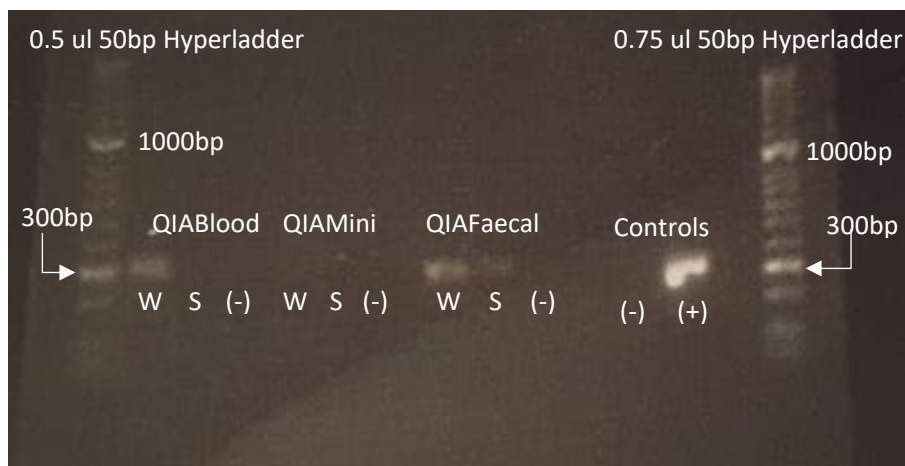 0.5 ul 50bp Hyperladder
0.75 ul 50bp Hyperladder
1000bp
1000bp
300bp
QIABlood
QIAMini
QIAFaecal
Controls
300bp
W S (-)
W S (-)
W S (-)
(-) (+)